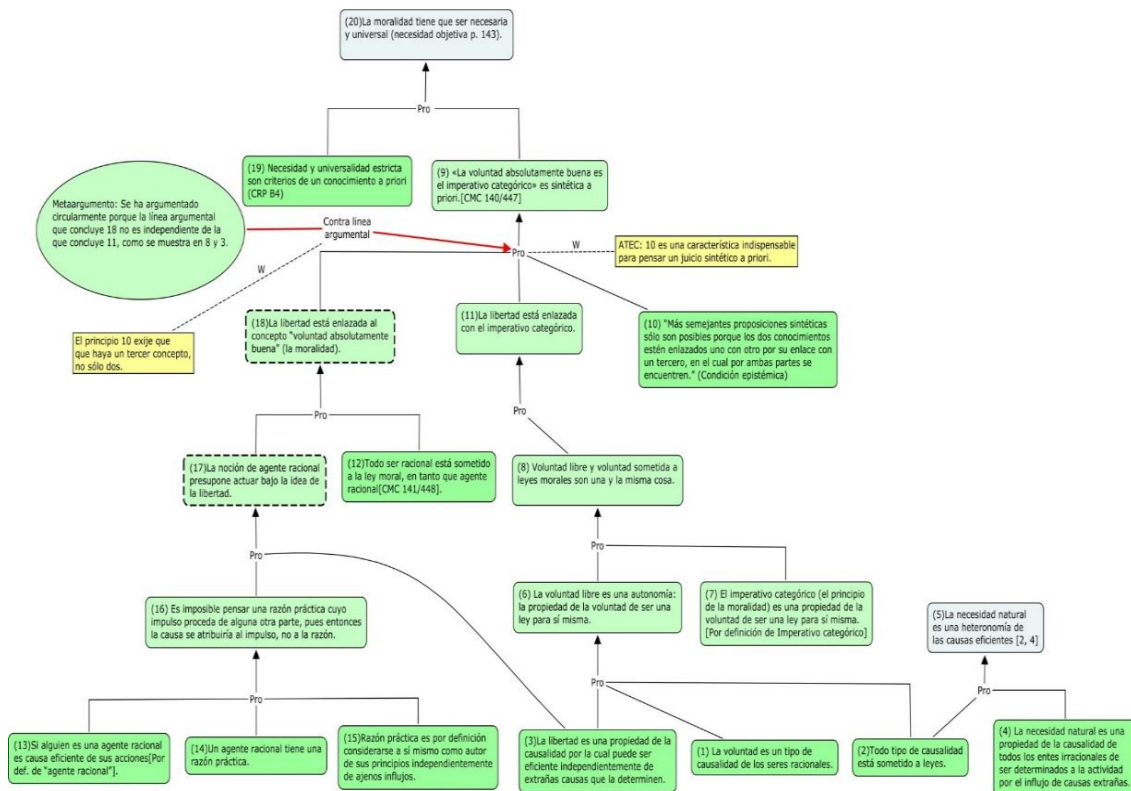 (20)La moralidad tiene que ser necesaria
y universal (necesidad objetiva p. 143).
Pro
(19) Necesidad y universalidad estricta
son criterios de un conocimiento a priori
(CRP B4)
(9) «La voluntad absolutamente buena es
el imperativo categórico» es sintética a
priori.[CMC 140/447]
Metaargumento: Se ha argumentado
circularmente porque la línea argumental
que concluye 18 no es independiente de la
que concluye 11, como se muestra en 8 y 3.
Contra linea
argumental
W
Pro
W
ATEC: 10 es una característica indispensable
para pensar un juicio sintético a priori.
El principio 10 exije que
que haya un tercer concepto,
no sólo dos.
(18)La libertad está enlazada al
concepto "voluntad absolutamente
buena" (la moralidad).
(11)La libertad está enlazada
con el imperativo categórico.
(10) "Más semejantes proposiciones sintéticas
sólo son posibles porque los dos conocimientos
estén enlazados uno con otro por su enlace con
un tercero, en el cual por ambas partes se
encuentren." (Condición epistémica)
Pro
Pro
(17)La noción de agente racional
presupone actuar bajo la idea de
la libertad.
(12)Todo ser racional está sometido
a la ley moral, en tanto que agente
racional[CMC 141/448].
(8) Voluntad libre y voluntad sometida a
leyes morales son una y la misma cosa.
Pro
Pro
(16) Es imposible pensar una razón práctica cuyo
impulso proceda de alguna otra parte, pues entonces
la causa se atribuiría al impulso, no a la razón.
(6) La voluntad libre es una autonomía:
la propiedad de la voluntad de ser una
ley para sí misma.
(7) El imperativo categórico (el principio
de la moralidad) es una propiedad de la
voluntad de ser una ley para sí misma.
[Por definición de Imperativo categórico]
(5)La necesidad natural
es una heteronomía de
las causas eficientes [2, 4]
Pro
Pro
Pro
(13)Si alguien es una agente racional
es causa eficiente de sus acciones[Por
def. de "agente racional"].
(14)Un agente racional tiene una
razón práctica.
(15)Razón práctica es por definición
considerarse a sí mismo como autor
de sus principios independientemente
de ajenos influjos.
(3)La libertad es una propiedad de la
causalidad por la cual puede ser
eficiente independientemente de
extrañas causas que la determinen.
(1) La voluntad es un tipo de
causalidad de los seres racionales.
(2)Todo tipo de causalidad
está sometido a leyes.
(4) La necesidad natural es una
propiedad de la causalidad de
todos los entes irracionales de
ser determinados a la actividad
por el influjo de causas extrañas.